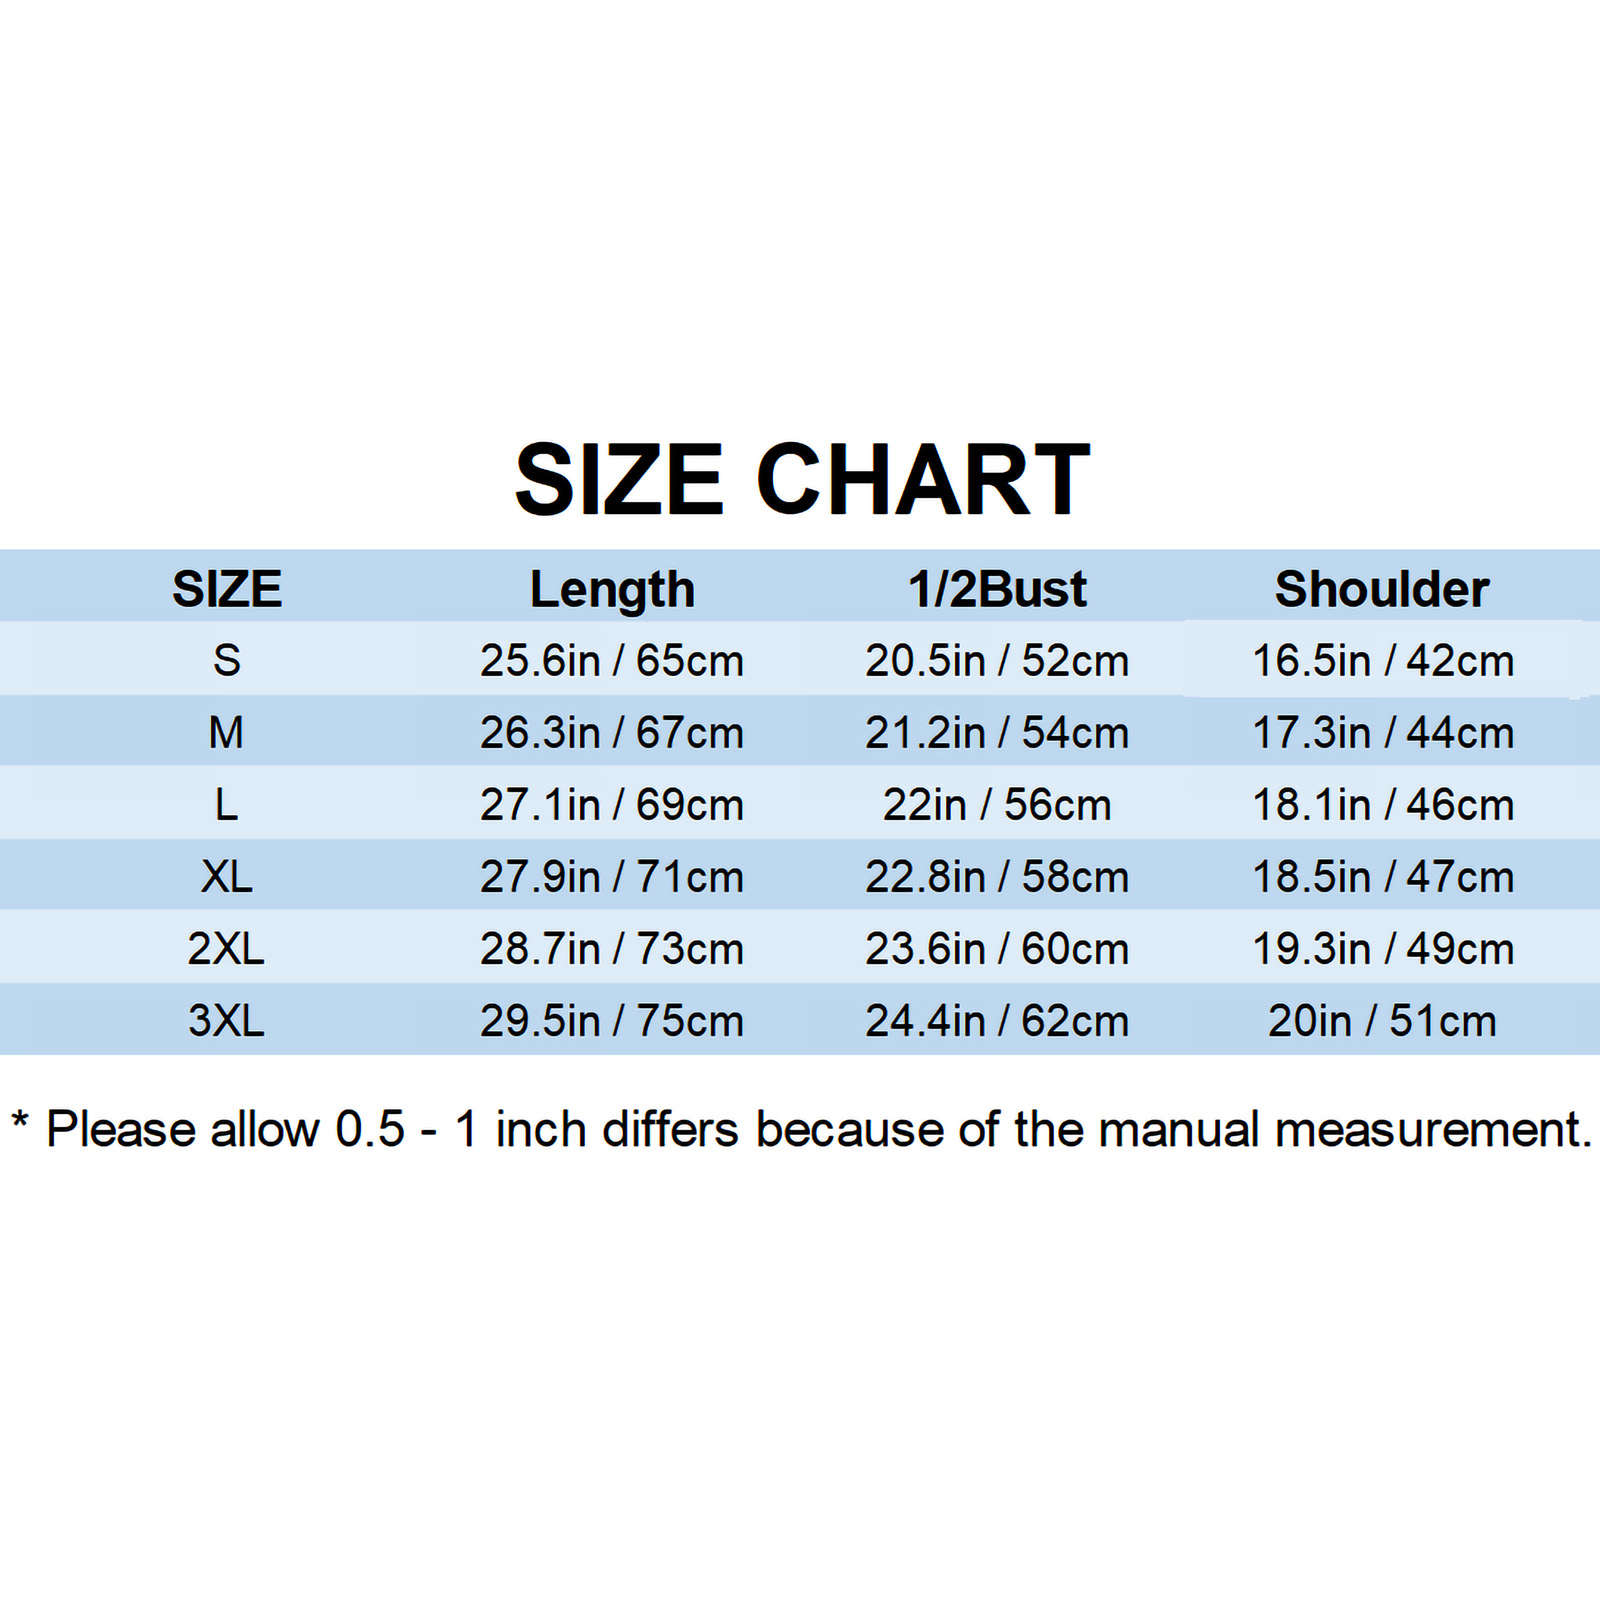 SIZE CHART
SIZE Length 1/2Bust Shoulder
S 25.6in / 65cm 20.5in / 52cm 16.5in / 42cm
M 26.3in / 67cm 21.2in / 54cm 17.3in / 44cm
L 27.1in / 69cm 22in / 56cm 18.1in / 46cm
XL 27.9in / 71cm 22.8in / 58cm 18.5in / 47cm
2XL 28.7in / 73cm 23.6in / 60cm 19.3in / 49cm
3XL 29.5in / 75cm 24.4in / 62cm 20in / 51cm
* Please allow 0.5 - 1 inch differs because of the manual measurement.